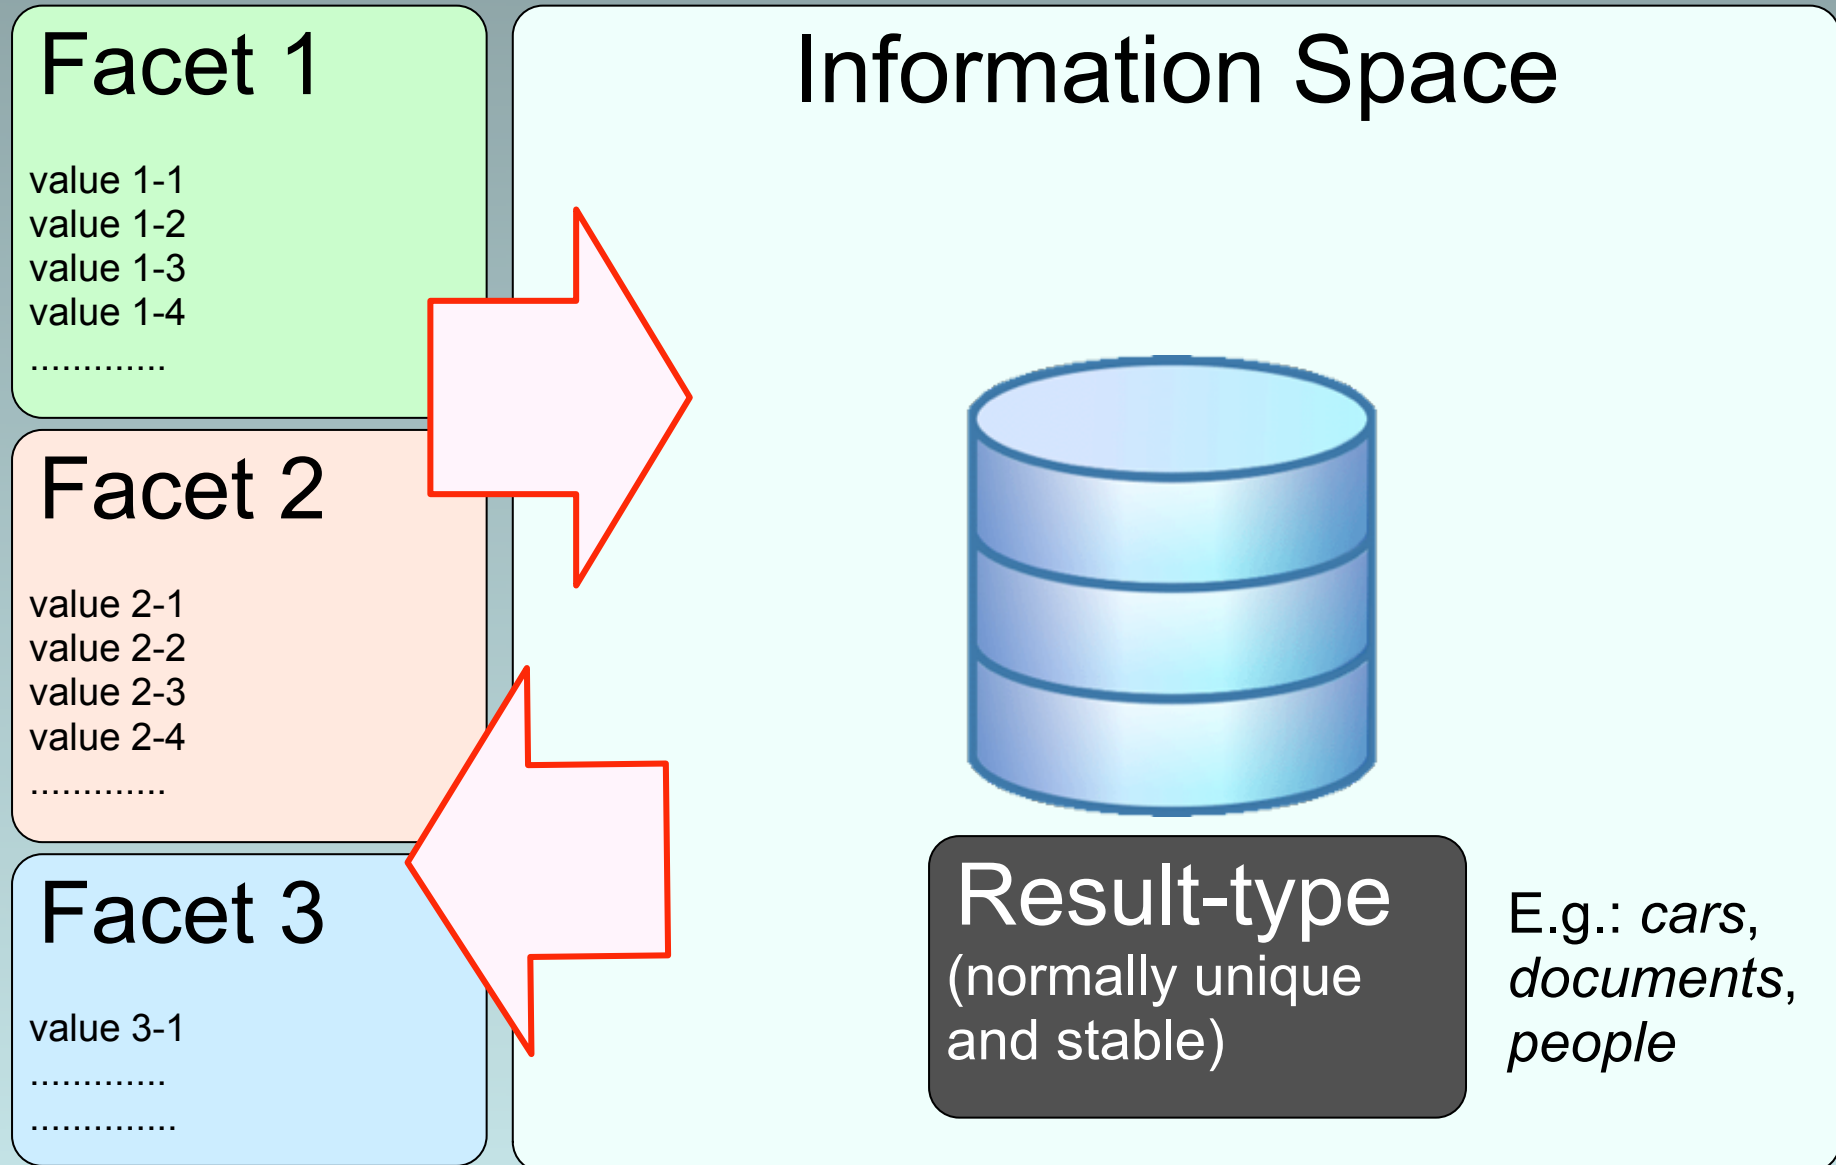 Facet 1
value 1-1
value 1-2
value 1-3
value 1-4
.............
Facet 2
value 2-1
value 2-2
value 2-3
value 2-4
.............
Facet 3
value 3-1
.............
..............
Information Space
Result-type
(normally unique
and stable)
E.g.: cars,
documents,
people